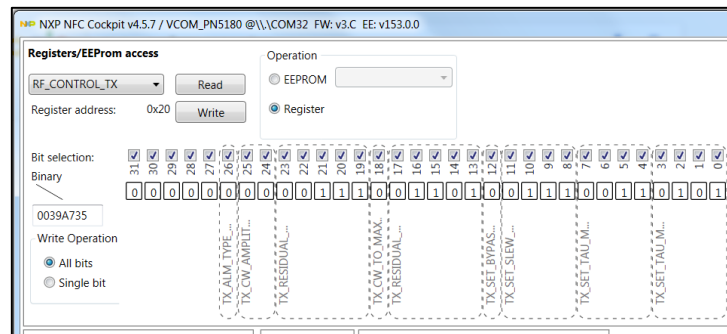 NXP NFC Cockpit v4.5.7 / VCOM_PN5180 @\\.\COM32 FW: v3.C EE: v153.0.0
Registers/EEProm access
RF_CONTROL_TX
Read
Register address:
0x20
Write
Operation
EEPROM
Register
Bit selection:
31 30 29 28 27 26 25 24 23 22 21 20 19 18 17 16 15 14 13 12 11 10 9 8 7 6 5 4 3 2 1 0
Binary
0 0 0 0 0 0 0 0 0 0 1 1 1 0 0 1 1 0 1 0 0 1 1 1 0 0 1 1 0 1 0 1
0039A735
Write Operation
All bits
Single bit
TX_ALM_TYPE_...
TX_CW_AMPLIT...
TX_RESIDUAL_...
TX_CW_TO_MAX...
TX_RESIDUAL_...
TX_SET_BYPAS...
TX_SET_SLEW_...
TX_SET_TAU_M...
TX_SET_TAU_M...